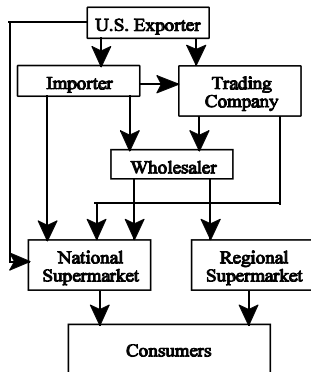 U.S. Exporter
Importer
Trading
Company
Wholesaler
National
Supermarket
Regional
Supermarket
Consumers